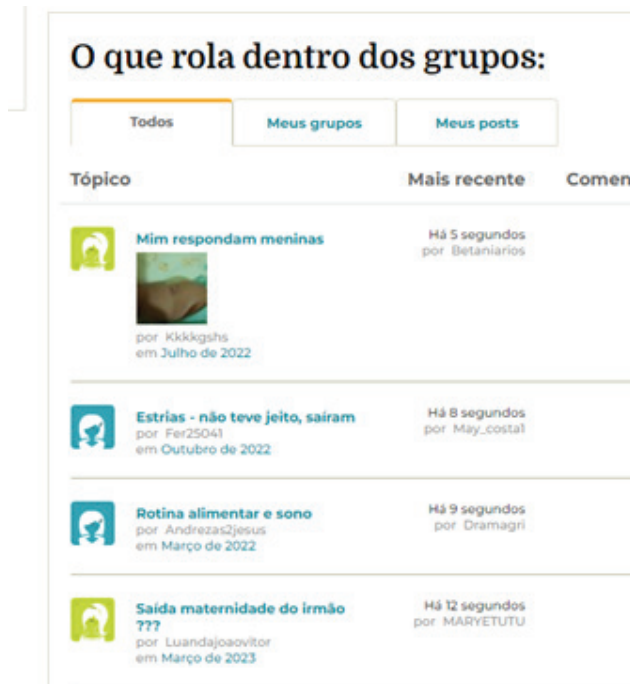 O que rola dentro dos grupos:
Todos Meus grupos Meus posts
Tópico Mais recente Comen
Mim respondam meninas Há 5 segundos
por Betaniarios
por Kkkkgshs
em Julho de 2022
Estrias - não teve jeito, saíram Há 8 segundos
por Fer25041 por May_costa1
em Outubro de 2022
Rotina alimentar e sono Há 9 segundos
por Andrezas2jesus por Dramagri
em Março de 2022
Saída maternidade do irmão Há 12 segundos
??? por MARYETUTU
por Luandajoaovitor
em Março de 2023